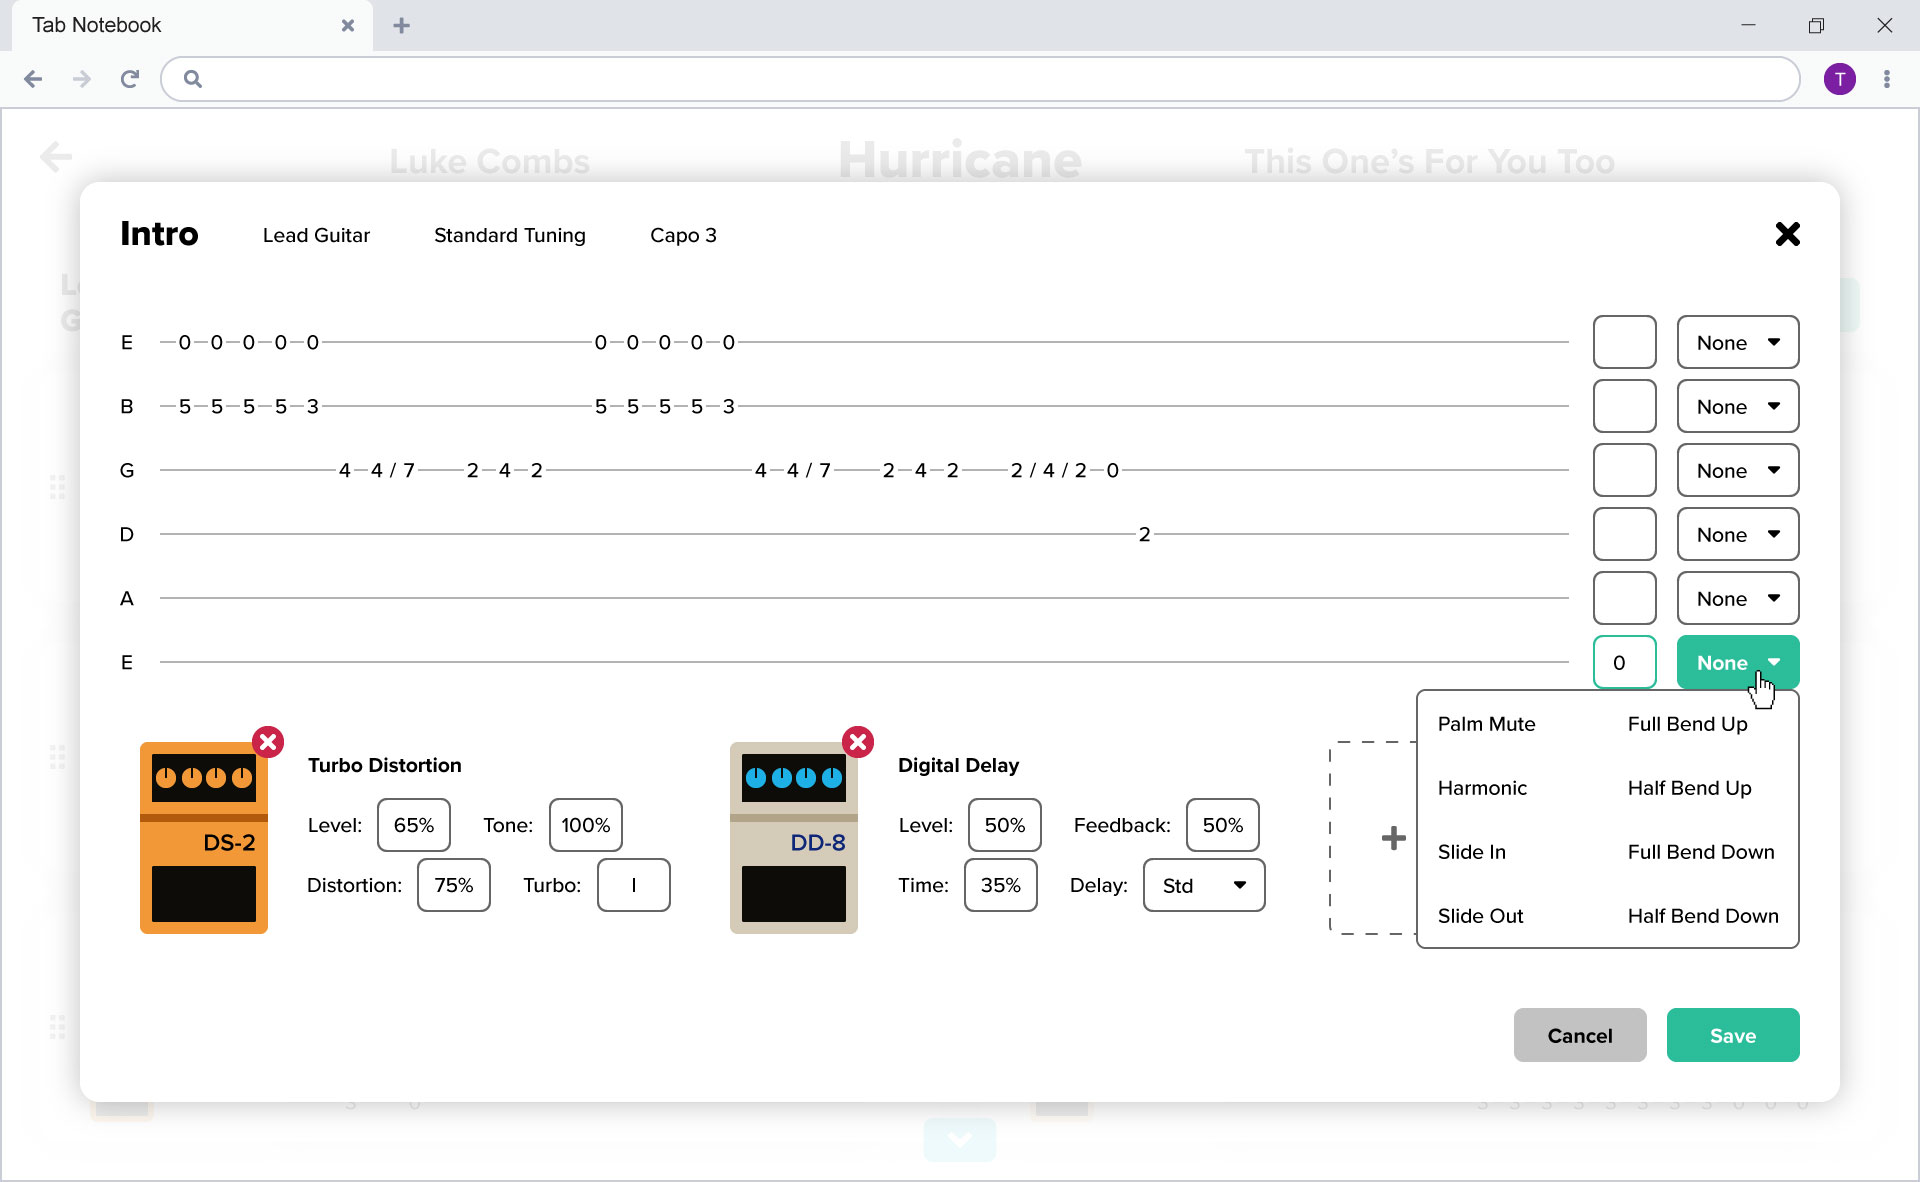 Tab Notebook
T
Luke Combs Hurricane This One's For You Too
Intro Lead Guitar Standard Tuning Capo 3
E 0 0 0 0 0 0 0 0 0 0 None
B 5 5 5 5 3 5 5 5 5 3 None
G 4 4 / 7 2 4 2 4 4 / 7 2 4 2 2 / 4 / 2 0 None
D 2 None
A None
E 0 None
Palm Mute Full Bend Up
Harmonic Half Bend Up
Slide In Full Bend Down
Slide Out Half Bend Down
DS-2
Turbo Distortion
Level: 65% Tone: 100%
Distortion: 75% Turbo: I
DD-8
Digital Delay
Level: 50% Feedback: 50%
Time: 35% Delay: Std
Cancel Save